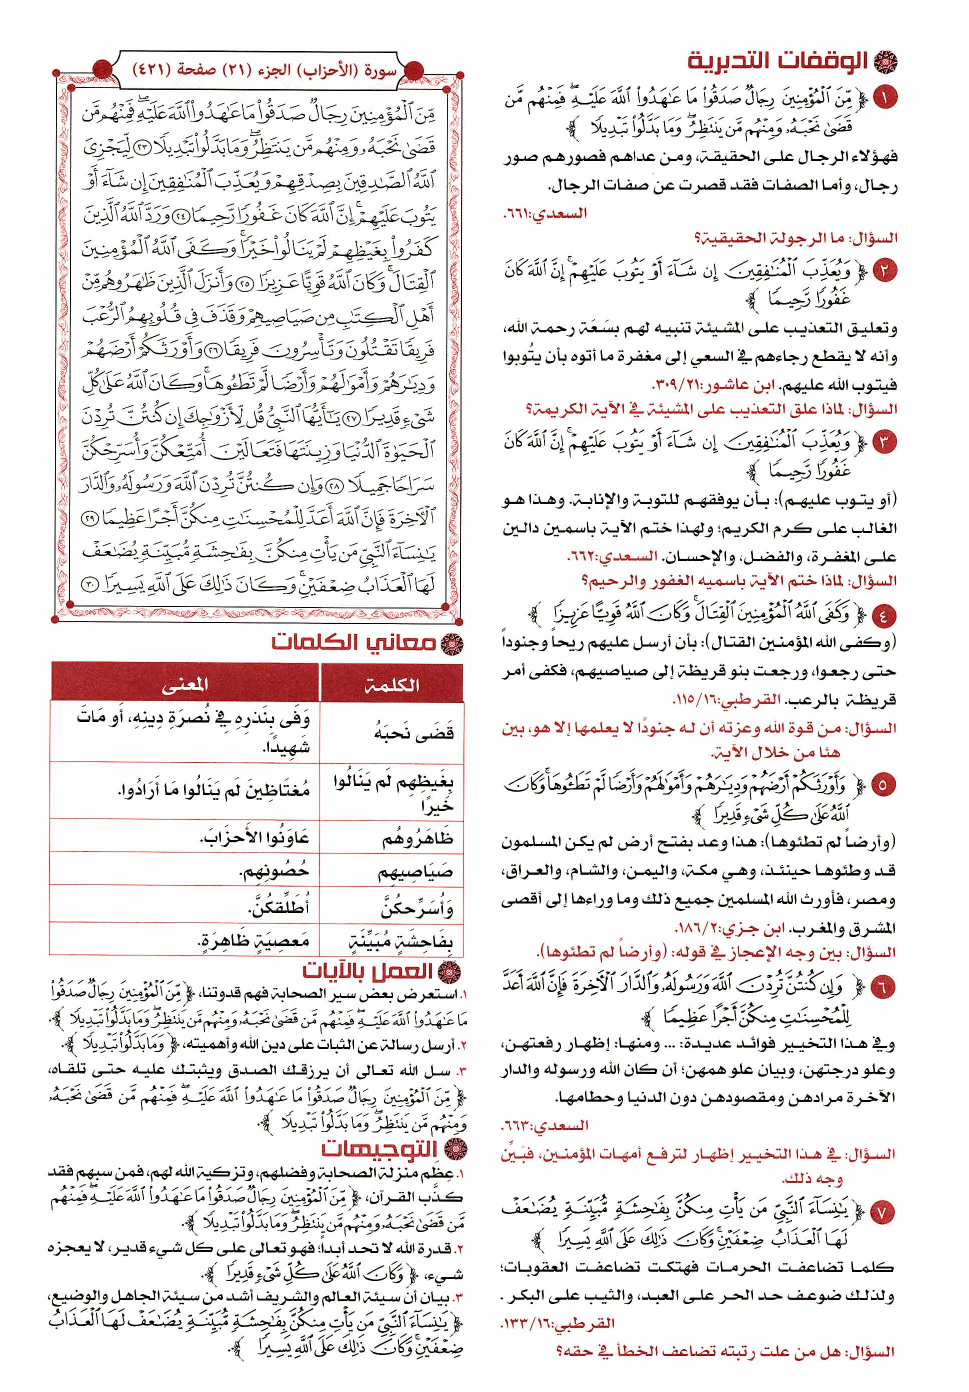 الوقفات التدبرية
١ ﴿ مِّنَ ٱلْمُؤْمِنِينَ رِجَالٌ صَدَقُوا۟ مَا عَٰهَدُوا۟ ٱللَّهَ عَلَيْهِ ۖ فَمِنْهُم مَّن
قَضَىٰ نَحْبَهُۥ وَمِنْهُم مَّن يَنتَظِرُ ۖ وَمَا بَدَّلُوا۟ تَبْدِيلًا ﴾
فهؤلاء الرجال على الحقيقة، ومن عداهم فصورهم صور
رجال، وأما الصفات فقد قصرت عن صفات الرجال.
السعدي:٦٦١.
السؤال: ما الرجولة الحقيقية؟
٢ ﴿ وَيُعَذِّبَ ٱلْمُنَٰفِقِينَ إِن شَآءَ أَوْ يَتُوبَ عَلَيْهِمْ ۚ إِنَّ ٱللَّهَ كَانَ
غَفُورًا رَّحِيمًا ﴾
وتعليق التعذيب على المشيئة تنبيه لهم بسَعَة رحمة الله،
وأنه لا يقطع رجاءهم في السعي إلى مغفرة ما أتوه بأن يتُوبوا
فيتوب الله عليهم. ابن عاشور:٣٠٩/٢١.
السؤال: لماذا علق التعذيب على المشيئة في الآية الكريمة؟
٣ ﴿ وَيُعَذِّبَ ٱلْمُنَٰفِقِينَ إِن شَآءَ أَوْ يَتُوبَ عَلَيْهِمْ ۚ إِنَّ ٱللَّهَ كَانَ
غَفُورًا رَّحِيمًا ﴾
(أو يتوب عليهم): بأن يوفقهم للتوبة والإنابة. وهذا هو
الغالب على كرم الكريم؛ ولهذا ختم الآية باسمين دالين
على المغفرة، والفضل، والإحسان. السعدي:٦٦٢.
السؤال: لماذا ختم الآية باسميه الغفور والرحيم؟
٤ ﴿ وَكَفَى ٱللَّهُ ٱلْمُؤْمِنِينَ ٱلْقِتَالَ ۚ وَكَانَ ٱللَّهُ قَوِيًّا عَزِيزًا ﴾
(وكفى الله المؤمنين القتال): بأن أرسل عليهم ريحاً وجنوداً
حتى رجعوا، ورجعت بنو قريظة إلى صياصيهم، فكفى أمر
قريظة بالرعب. القرطبي:١١٥/١٦.
السؤال: من قوة الله وعزته أن له جنودًا لا يعلمها إلا هو، بين
هذا من خلال الآية.
٥ ﴿ وَأَوْرَثَكُمْ أَرْضَهُمْ وَدِيَٰرَهُمْ وَأَمْوَٰلَهُمْ وَأَرْضًا لَّمْ تَطَـُٔوهَا ۚ وَكَانَ
ٱللَّهُ عَلَىٰ كُلِّ شَىْءٍ قَدِيرًا ﴾
(وأرضاً لم تطئوها): هذا وعد بفتح أرض لم يكن المسلمون
قد وطئوها حينئذ، وهي مكة، واليمن، والشام، والعراق،
ومصر، فأورث الله المسلمين جميع ذلك وما وراءها إلى أقصى
المشرق والمغرب. ابن جزي:١٨٦/٢.
السؤال: بين وجه الإعجاز في قوله: (وأرضاً لم تطئوها).
٦ ﴿ وَإِن كُنتُنَّ تُرِدْنَ ٱللَّهَ وَرَسُولَهُۥ وَٱلدَّارَ ٱلْءَاخِرَةَ فَإِنَّ ٱللَّهَ أَعَدَّ
لِلْمُحْسِنَٰتِ مِنكُنَّ أَجْرًا عَظِيمًا ﴾
وفي هذا التخيير فوائد عديدة: ... ومنها: إظهار رفعتهن،
وعلو درجتهن، وبيان علو هممهن؛ أن كان الله ورسوله والدار
الآخرة مرادهن ومقصودهن دون الدنيا وحطامها.
السعدي:٦٦٣.
السؤال: في هذا التخيير إظهار لترفع أمهات المؤمنين، فبَيِّن
وجه ذلك.
٧ ﴿ يَٰنِسَآءَ ٱلنَّبِىِّ مَن يَأْتِ مِنكُنَّ بِفَٰحِشَةٍ مُّبَيِّنَةٍ يُضَٰعَفْ
لَهَا ٱلْعَذَابُ ضِعْفَيْنِ ۚ وَكَانَ ذَٰلِكَ عَلَى ٱللَّهِ يَسِيرًا ﴾
كلما تضاعفت الحرمات فهتكت تضاعفت العقوبات؛
ولذلك ضوعف حد الحر على العبد، والثيب على البكر.
القرطبي:١٣٣/١٦.
السؤال: هل من علت رتبته تضاعف الخطأ في حقه؟
سورة (الأحزاب) الجزء (٢١) صفحة (٤٢١)
مِّنَ ٱلْمُؤْمِنِينَ رِجَالٌ صَدَقُوا۟ مَا عَٰهَدُوا۟ ٱللَّهَ عَلَيْهِ ۖ فَمِنْهُم مَّن
قَضَىٰ نَحْبَهُۥ وَمِنْهُم مَّن يَنتَظِرُ ۖ وَمَا بَدَّلُوا۟ تَبْدِيلًا ٢٣ لِّيَجْزِىَ
ٱللَّهُ ٱلصَّٰدِقِينَ بِصِدْقِهِمْ وَيُعَذِّبَ ٱلْمُنَٰفِقِينَ إِن شَآءَ أَوْ
يَتُوبَ عَلَيْهِمْ ۚ إِنَّ ٱللَّهَ كَانَ غَفُورًا رَّحِيمًا ٢٤ وَرَدَّ ٱللَّهُ ٱلَّذِينَ
كَفَرُوا۟ بِغَيْظِهِمْ لَمْ يَنَالُوا۟ خَيْرًا ۚ وَكَفَى ٱللَّهُ ٱلْمُؤْمِنِينَ
ٱلْقِتَالَ ۚ وَكَانَ ٱللَّهُ قَوِيًّا عَزِيزًا ٢٥ وَأَنزَلَ ٱلَّذِينَ ظَٰهَرُوهُم مِّنْ
أَهْلِ ٱلْكِتَٰبِ مِن صَيَاصِيهِمْ وَقَذَفَ فِى قُلُوبِهِمُ ٱلرُّعْبَ
فَرِيقًا تَقْتُلُونَ وَتَأْسِرُونَ فَرِيقًا ٢٦ وَأَوْرَثَكُمْ أَرْضَهُمْ
وَدِيَٰرَهُمْ وَأَمْوَٰلَهُمْ وَأَرْضًا لَّمْ تَطَـُٔوهَا ۚ وَكَانَ ٱللَّهُ عَلَىٰ كُلِّ
شَىْءٍ قَدِيرًا ٢٧ يَٰٓأَيُّهَا ٱلنَّبِىُّ قُل لِّأَزْوَٰجِكَ إِن كُنتُنَّ تُرِدْنَ
ٱلْحَيَوٰةَ ٱلدُّنْيَا وَزِينَتَهَا فَتَعَالَيْنَ أُمَتِّعْكُنَّ وَأُسَرِّحْكُنَّ
سَرَاحًا جَمِيلًا ٢٨ وَإِن كُنتُنَّ تُرِدْنَ ٱللَّهَ وَرَسُولَهُۥ وَٱلدَّارَ
ٱلْءَاخِرَةَ فَإِنَّ ٱللَّهَ أَعَدَّ لِلْمُحْسِنَٰتِ مِنكُنَّ أَجْرًا عَظِيمًا ٢٩
يَٰنِسَآءَ ٱلنَّبِىِّ مَن يَأْتِ مِنكُنَّ بِفَٰحِشَةٍ مُّبَيِّنَةٍ يُضَٰعَفْ
لَهَا ٱلْعَذَابُ ضِعْفَيْنِ ۚ وَكَانَ ذَٰلِكَ عَلَى ٱللَّهِ يَسِيرًا ٣٠
معاني الكلمات
الكلمة المعنى
قَضَى نَحبَهُ وَفَى بِنَذرِهِ فِي نُصرَةِ دِينِهِ، أَو مَاتَ
شَهِيدًا.
بِغَيظِهِم لَم يَنَالُوا خَيرًا مُغتَاظِينَ لَم يَنَالُوا مَا أَرَادُوا.
ظَاهَرُوهُم عَاوَنُوا الأَحزَابَ.
صَيَاصِيهِم حُصُونِهِم.
وَأُسَرِّحكُنَّ أُطَلِّقكُنَّ.
بِفَاحِشَةٍ مُبَيِّنَةٍ مَعصِيَةٍ ظَاهِرَةٍ.
العمل بالآيات
١. استعرض بعض سير الصحابة فهم قدوتنا، ﴿ مِّنَ ٱلْمُؤْمِنِينَ رِجَالٌ صَدَقُوا۟
مَا عَٰهَدُوا۟ ٱللَّهَ عَلَيْهِ ۖ فَمِنْهُم مَّن قَضَىٰ نَحْبَهُۥ وَمِنْهُم مَّن يَنتَظِرُ ۖ وَمَا بَدَّلُوا۟ تَبْدِيلًا ﴾.
٢. أرسل رسالة عن الثبات على دين الله وأهميته، ﴿ وَمَا بَدَّلُوا۟ تَبْدِيلًا ﴾.
٣. سل الله تعالى أن يرزقك الصدق ويثبتك عليه حتى تلقاه،
﴿ مِّنَ ٱلْمُؤْمِنِينَ رِجَالٌ صَدَقُوا۟ مَا عَٰهَدُوا۟ ٱللَّهَ عَلَيْهِ ۖ فَمِنْهُم مَّن قَضَىٰ نَحْبَهُۥ
وَمِنْهُم مَّن يَنتَظِرُ ۖ وَمَا بَدَّلُوا۟ تَبْدِيلًا ﴾.
التوجيهات
١. عظم منزلة الصحابة وفضلهم، وتزكية الله لهم، فمن سبهم فقد
كذَّب القرآن، ﴿ مِّنَ ٱلْمُؤْمِنِينَ رِجَالٌ صَدَقُوا۟ مَا عَٰهَدُوا۟ ٱللَّهَ عَلَيْهِ ۖ فَمِنْهُم
مَّن قَضَىٰ نَحْبَهُۥ وَمِنْهُم مَّن يَنتَظِرُ ۖ وَمَا بَدَّلُوا۟ تَبْدِيلًا ﴾.
٢. قدرة الله لا تحد أبداً؛ فهو تعالى على كل شيء قدير، لا يعجزه
شيء، ﴿ وَكَانَ ٱللَّهُ عَلَىٰ كُلِّ شَىْءٍ قَدِيرًا ﴾.
٣. بيان أن سيئة العالم والشريف أشد من سيئة الجاهل والوضيع،
﴿ يَٰنِسَآءَ ٱلنَّبِىِّ مَن يَأْتِ مِنكُنَّ بِفَٰحِشَةٍ مُّبَيِّنَةٍ يُضَٰعَفْ لَهَا ٱلْعَذَابُ
ضِعْفَيْنِ ۚ وَكَانَ ذَٰلِكَ عَلَى ٱللَّهِ يَسِيرًا ﴾.